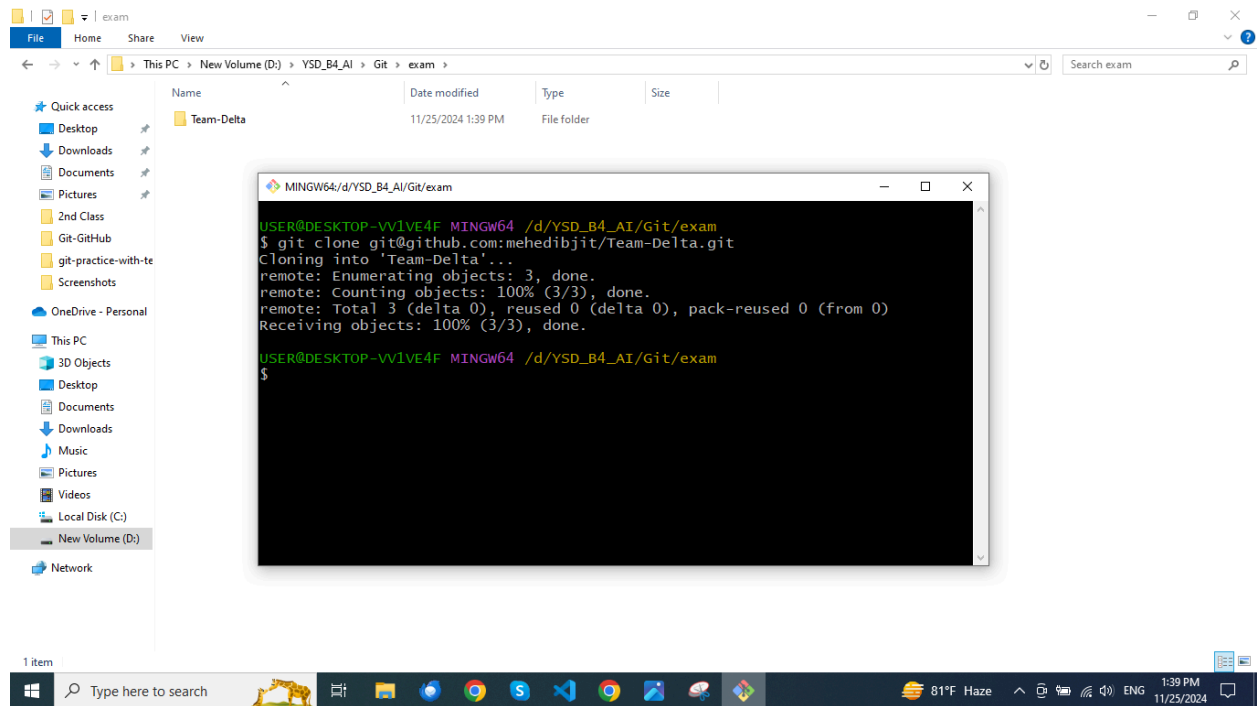 exam
File Home Share View
This PC > New Volume (D:) > YSD_B4_AI > Git > exam >
Search exam
Name Date modified Type Size
Team-Delta 11/25/2024 1:39 PM File folder
Quick access
Desktop
Downloads
Documents
Pictures
2nd Class
Git-GitHub
git-practice-with-te
Screenshots
OneDrive - Personal
This PC
3D Objects
Desktop
Documents
Downloads
Music
Pictures
Videos
Local Disk (C:)
New Volume (D:)
Network
MINGW64:/d/YSD_B4_AI/Git/exam
USER@DESKTOP-VV1VE4F MINGW64 /d/YSD_B4_AI/Git/exam
$ git clone git@github.com:mehedibjit/Team-Delta.git
Cloning into 'Team-Delta'...
remote: Enumerating objects: 3, done.
remote: Counting objects: 100% (3/3), done.
remote: Total 3 (delta 0), reused 0 (delta 0), pack-reused 0 (from 0)
Receiving objects: 100% (3/3), done.
USER@DESKTOP-VV1VE4F MINGW64 /d/YSD_B4_AI/Git/exam
$
1 item
Type here to search
81°F Haze
ENG
1:39 PM
11/25/2024